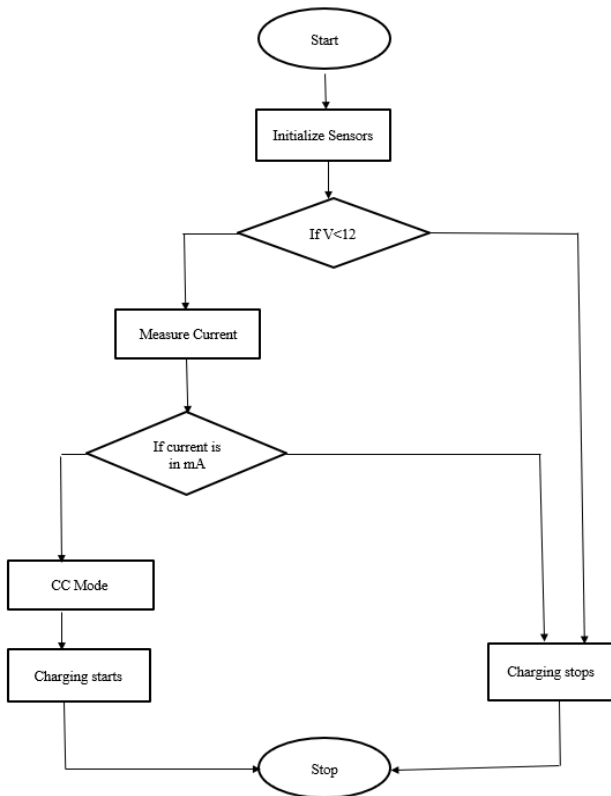 Start
Initialize Sensors
If V<12
Measure Current
If current is
in mA
CC Mode
Charging starts
Charging stops
Stop